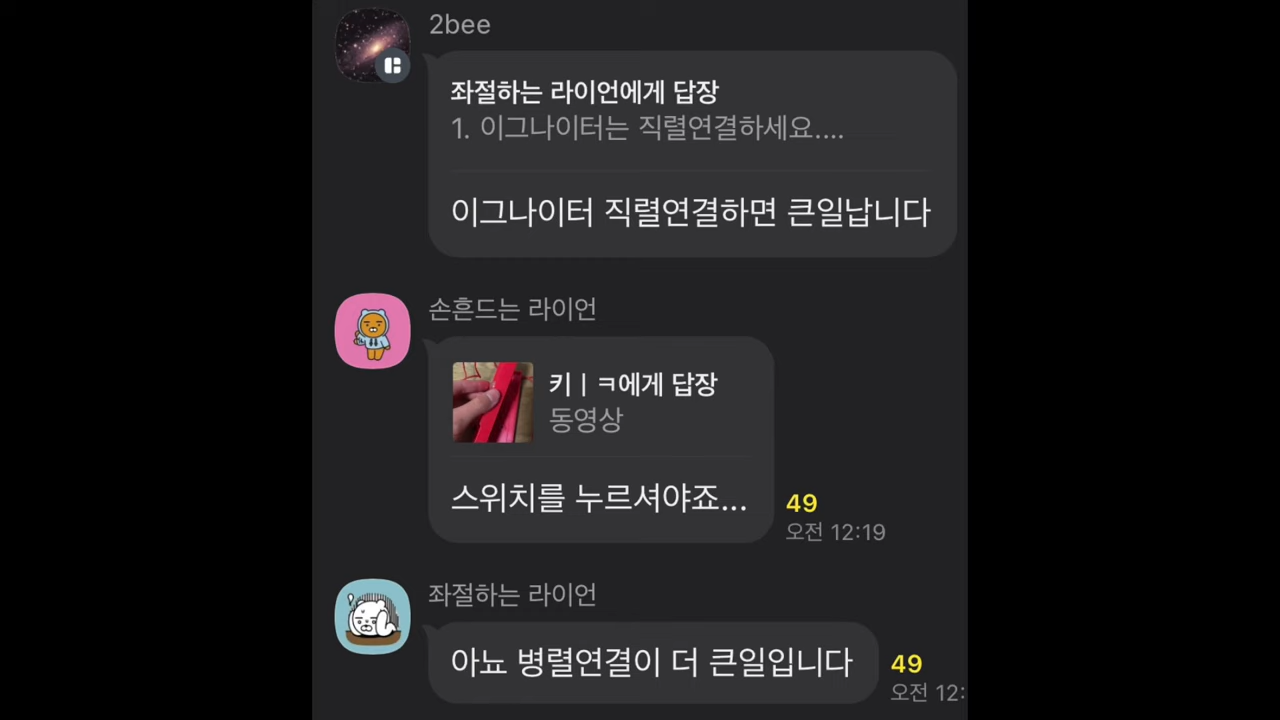 2bee
좌절하는 라이언에게 답장
1. 이그나이터는 직렬연결하세요....
이그나이터 직렬연결하면 큰일납니다
손흔드는 라이언
키ㅣㅋ에게 답장
동영상
스위치를 누르셔야죠...
49
오전 12:19
좌절하는 라이언
아뇨 병렬연결이 더 큰일입니다
49
오전 12: